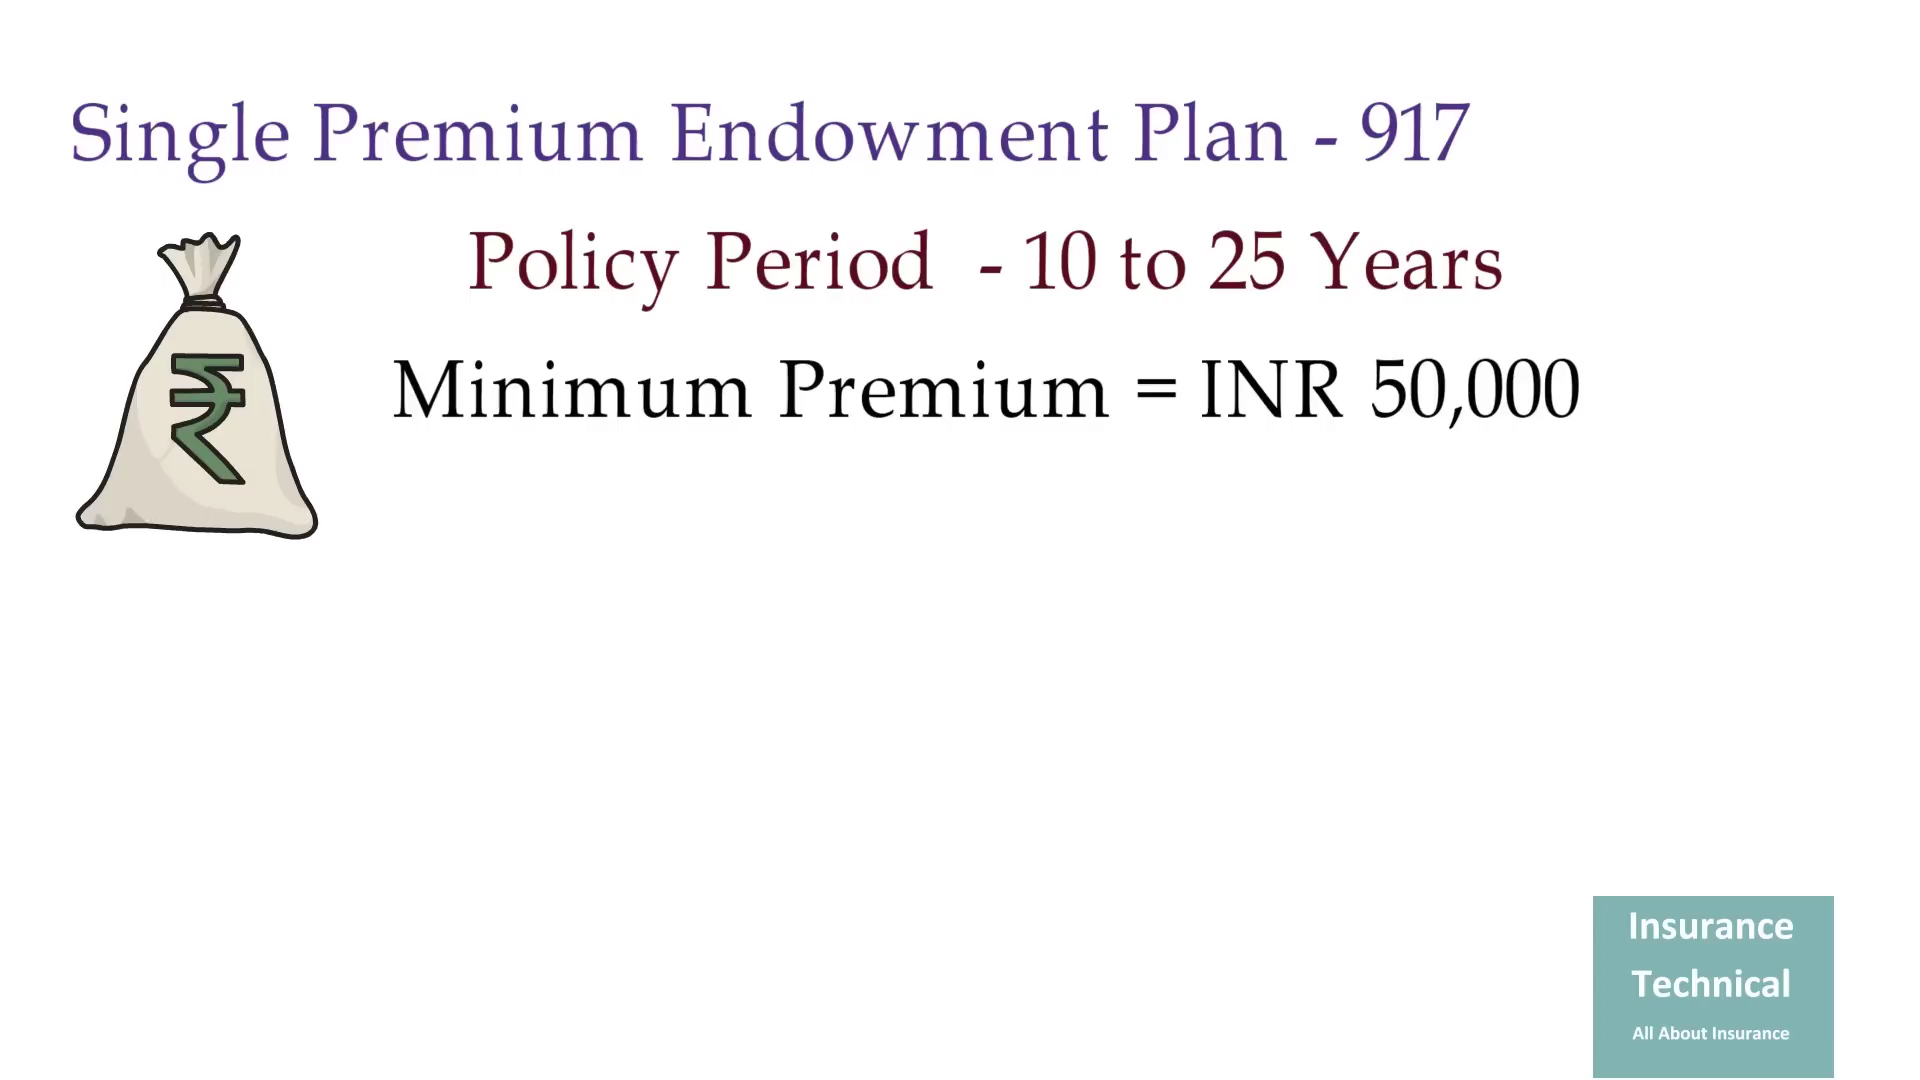 Single Premium Endowment Plan - 917
Policy Period - 10 to 25 Years
Minimum Premium = INR 50,000
₹
Insurance
Technical
All About Insurance